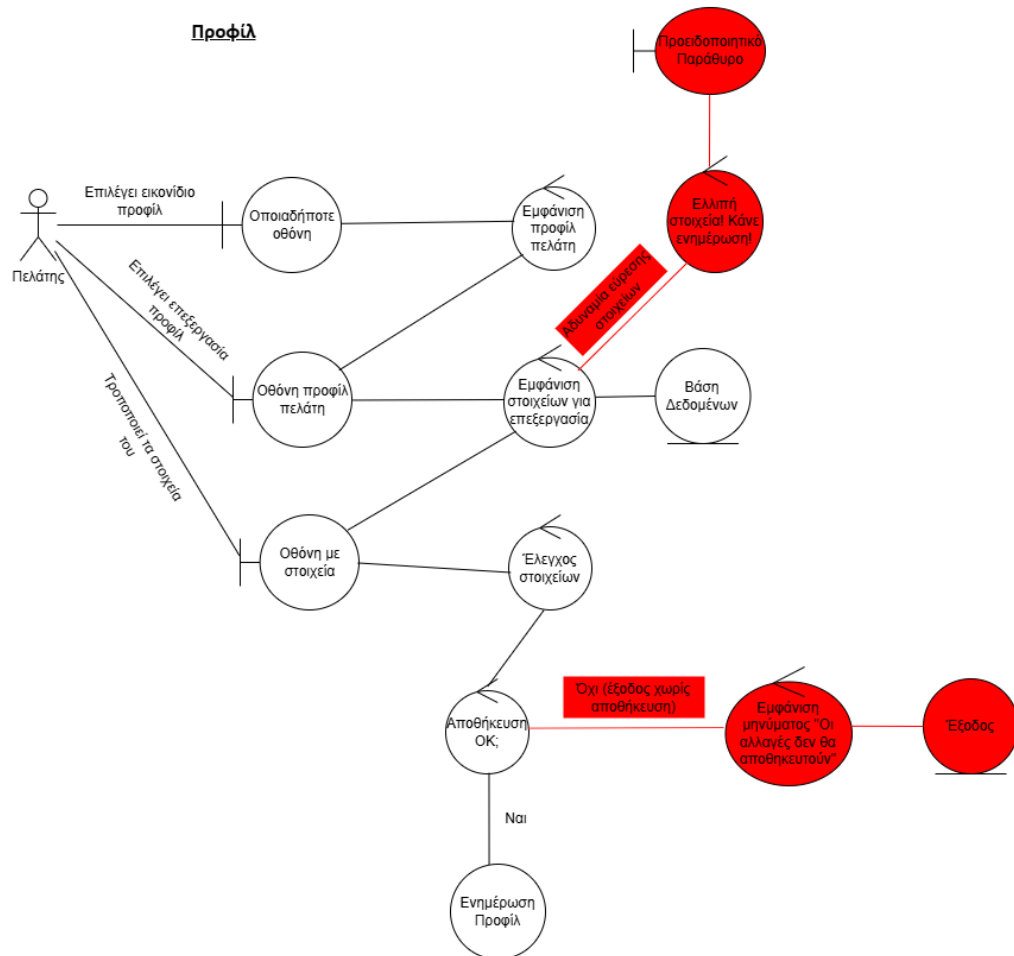 Προφίλ
Προειδοποιητικό
Παράθυρο
Επιλέγει εικονίδιο
προφίλ
Οποιαδήποτε
οθόνη
Εμφάνιση
προφίλ
πελάτη
Ελλιπή
στοιχεία! Κάνε
ενημέρωση!
Πελάτης
Επιλέγει επεξεργασία
προφίλ
Αδυναμία εύρεσης
στοιχείων
Οθόνη προφίλ
πελάτη
Εμφάνιση
στοιχείων για
επεξεργασία
Βάση
Δεδομένων
Τροποποιεί τα στοιχεία
του
Οθόνη με
στοιχεία
Έλεγχος
στοιχείων
Αποθήκευση
ΟΚ;
Όχι (έξοδος χωρίς
αποθήκευση)
Εμφάνιση
μηνύματος "Οι
αλλαγές δεν θα
αποθηκευτούν"
Έξοδος
Ναι
Ενημέρωση
Προφίλ